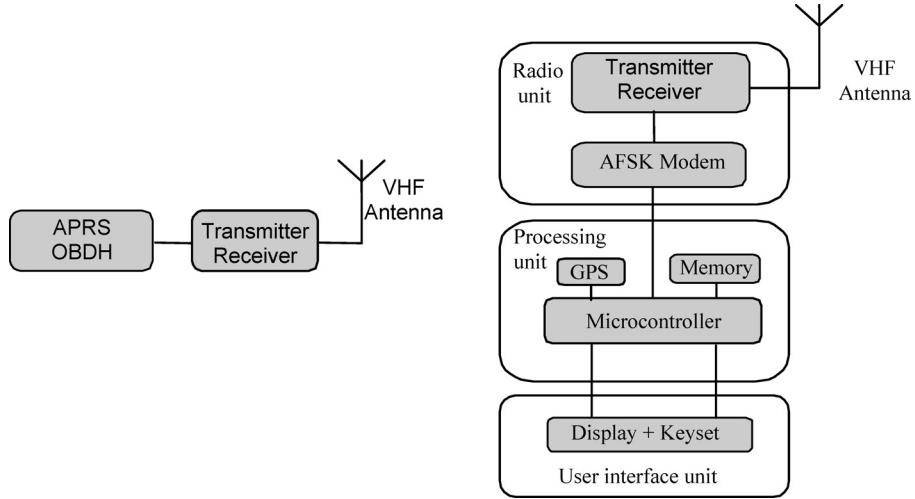 APRS
OBDH
Transmitter
Receiver
VHF
Antenna
Radio
unit
Transmitter
Receiver
VHF
Antenna
AFSK Modem
Processing
unit
GPS
Memory
Microcontroller
Display + Keyset
User interface unit